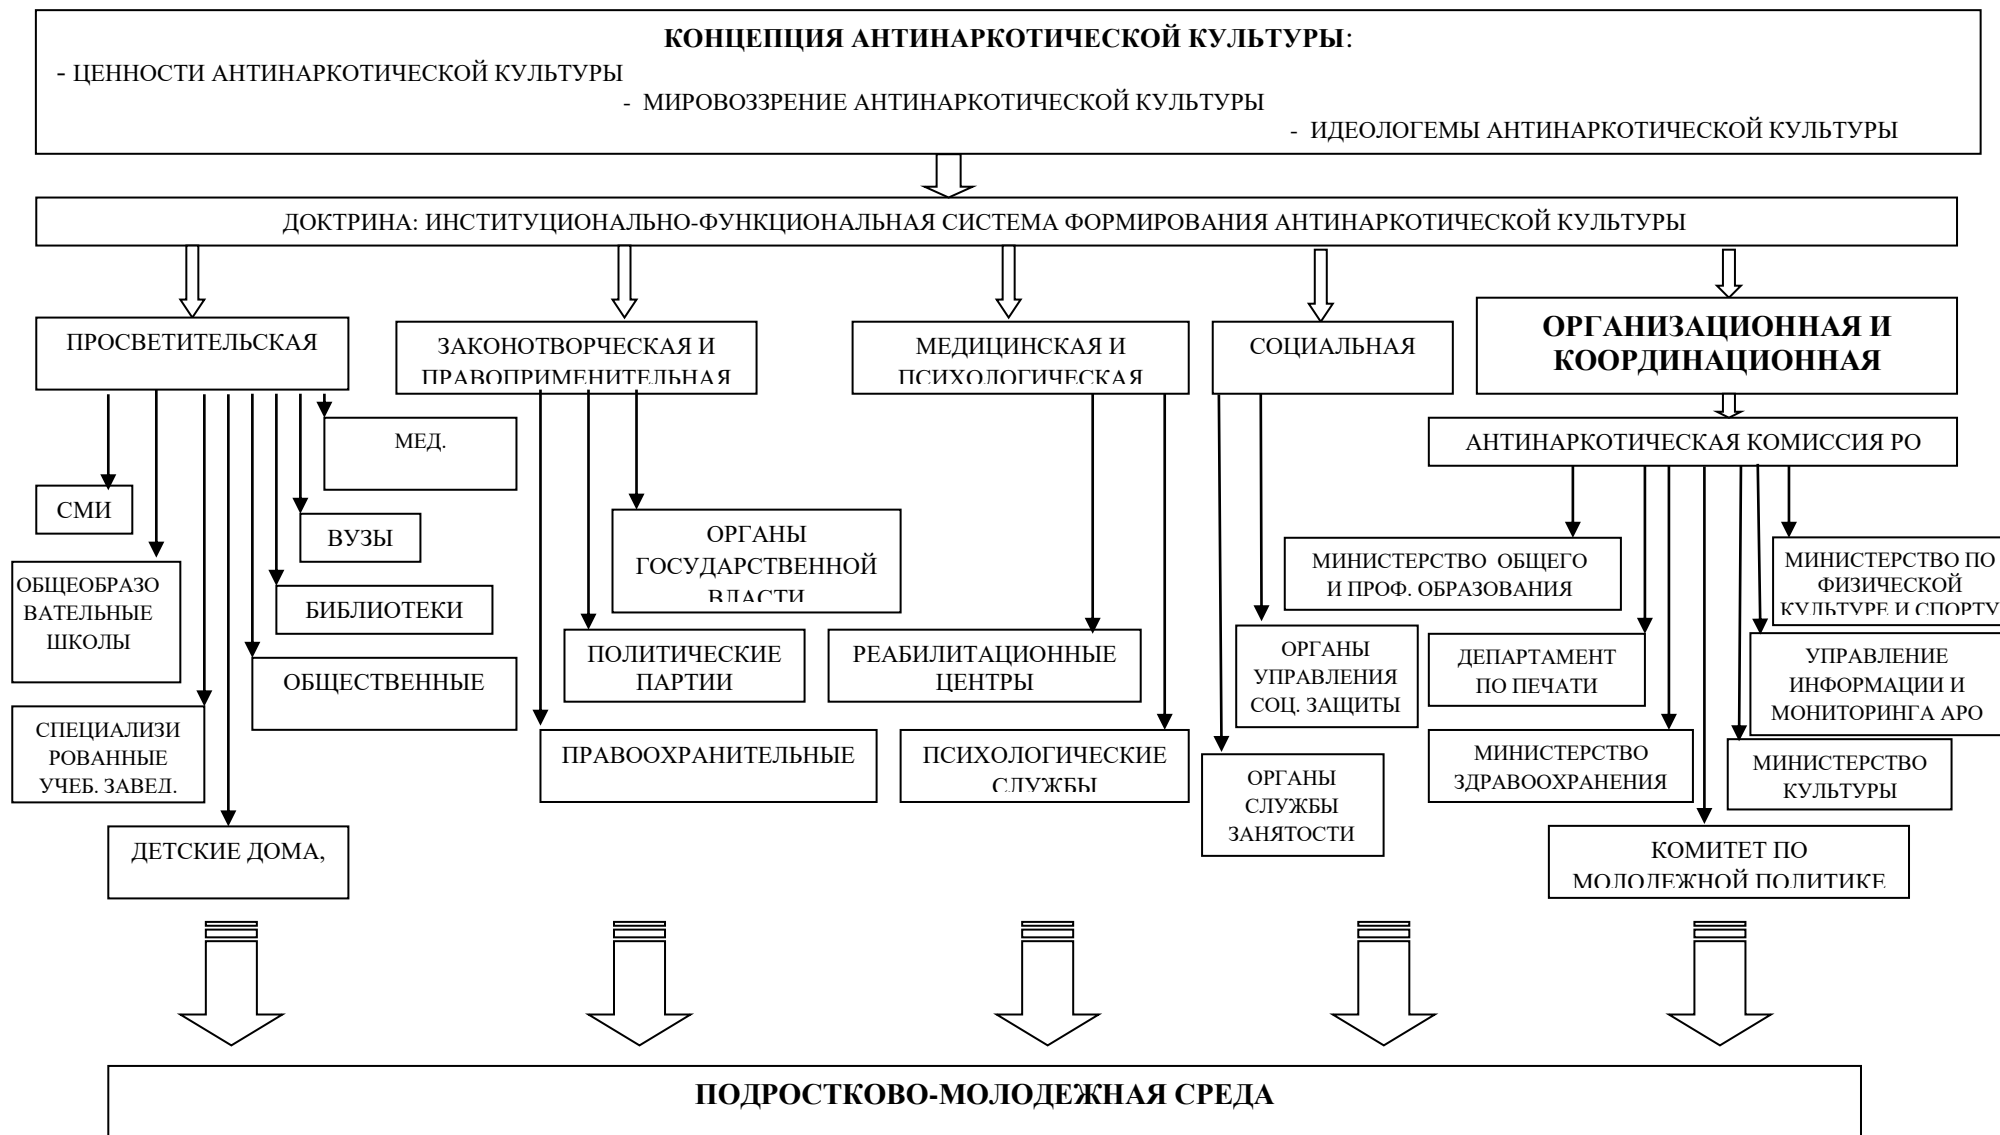 КОНЦЕПЦИЯ АНТИНАРКОТИЧЕСКОЙ КУЛЬТУРЫ:
- ЦЕННОСТИ АНТИНАРКОТИЧЕСКОЙ КУЛЬТУРЫ
- МИРОВОЗЗРЕНИЕ АНТИНАРКОТИЧЕСКОЙ КУЛЬТУРЫ
- ИДЕОЛОГЕМЫ АНТИНАРКОТИЧЕСКОЙ КУЛЬТУРЫ
ДОКТРИНА: ИНСТИТУЦИОНАЛЬНО-ФУНКЦИОНАЛЬНАЯ СИСТЕМА ФОРМИРОВАНИЯ АНТИНАРКОТИЧЕСКОЙ КУЛЬТУРЫ
ПРОСВЕТИТЕЛЬСКАЯ
ЗАКОНОТВОРЧЕСКАЯ И
ПРАВОПРИМЕНИТЕЛЬНАЯ
МЕДИЦИНСКАЯ И
ПСИХОЛОГИЧЕСКАЯ
СОЦИАЛЬНАЯ
ОРГАНИЗАЦИОННАЯ И
КООРДИНАЦИОННАЯ
МЕД.
АНТИНАРКОТИЧЕСКАЯ КОМИССИЯ РО
СМИ
ВУЗЫ
ОРГАНЫ
ГОСУДАРСТВЕННОЙ
ВЛАСТИ
МИНИСТЕРСТВО ОБЩЕГО
И ПРОФ. ОБРАЗОВАНИЯ
МИНИСТЕРСТВО ПО
ФИЗИЧЕСКОЙ
КУЛЬТУРЕ И СПОРТУ
ОБЩЕОБРАЗО
ВАТЕЛЬНЫЕ
ШКОЛЫ
БИБЛИОТЕКИ
ПОЛИТИЧЕСКИЕ
ПАРТИИ
РЕАБИЛИТАЦИОННЫЕ
ЦЕНТРЫ
ОРГАНЫ
УПРАВЛЕНИЯ
СОЦ. ЗАЩИТЫ
ДЕПАРТАМЕНТ
ПО ПЕЧАТИ
УПРАВЛЕНИЕ
ИНФОРМАЦИИ И
МОНИТОРИНГА АРО
ОБЩЕСТВЕННЫЕ
СПЕЦИАЛИЗИ
РОВАННЫЕ
УЧЕБ. ЗАВЕД.
ПРАВООХРАНИТЕЛЬНЫЕ
ПСИХОЛОГИЧЕСКИЕ
СЛУЖБЫ
ОРГАНЫ
СЛУЖБЫ
ЗАНЯТОСТИ
МИНИСТЕРСТВО
ЗДРАВООХРАНЕНИЯ
МИНИСТЕРСТВО
КУЛЬТУРЫ
ДЕТСКИЕ ДОМА,
КОМИТЕТ ПО
МОЛОДЕЖНОЙ ПОЛИТИКЕ
ПОДРОСТКОВО-МОЛОДЕЖНАЯ СРЕДА